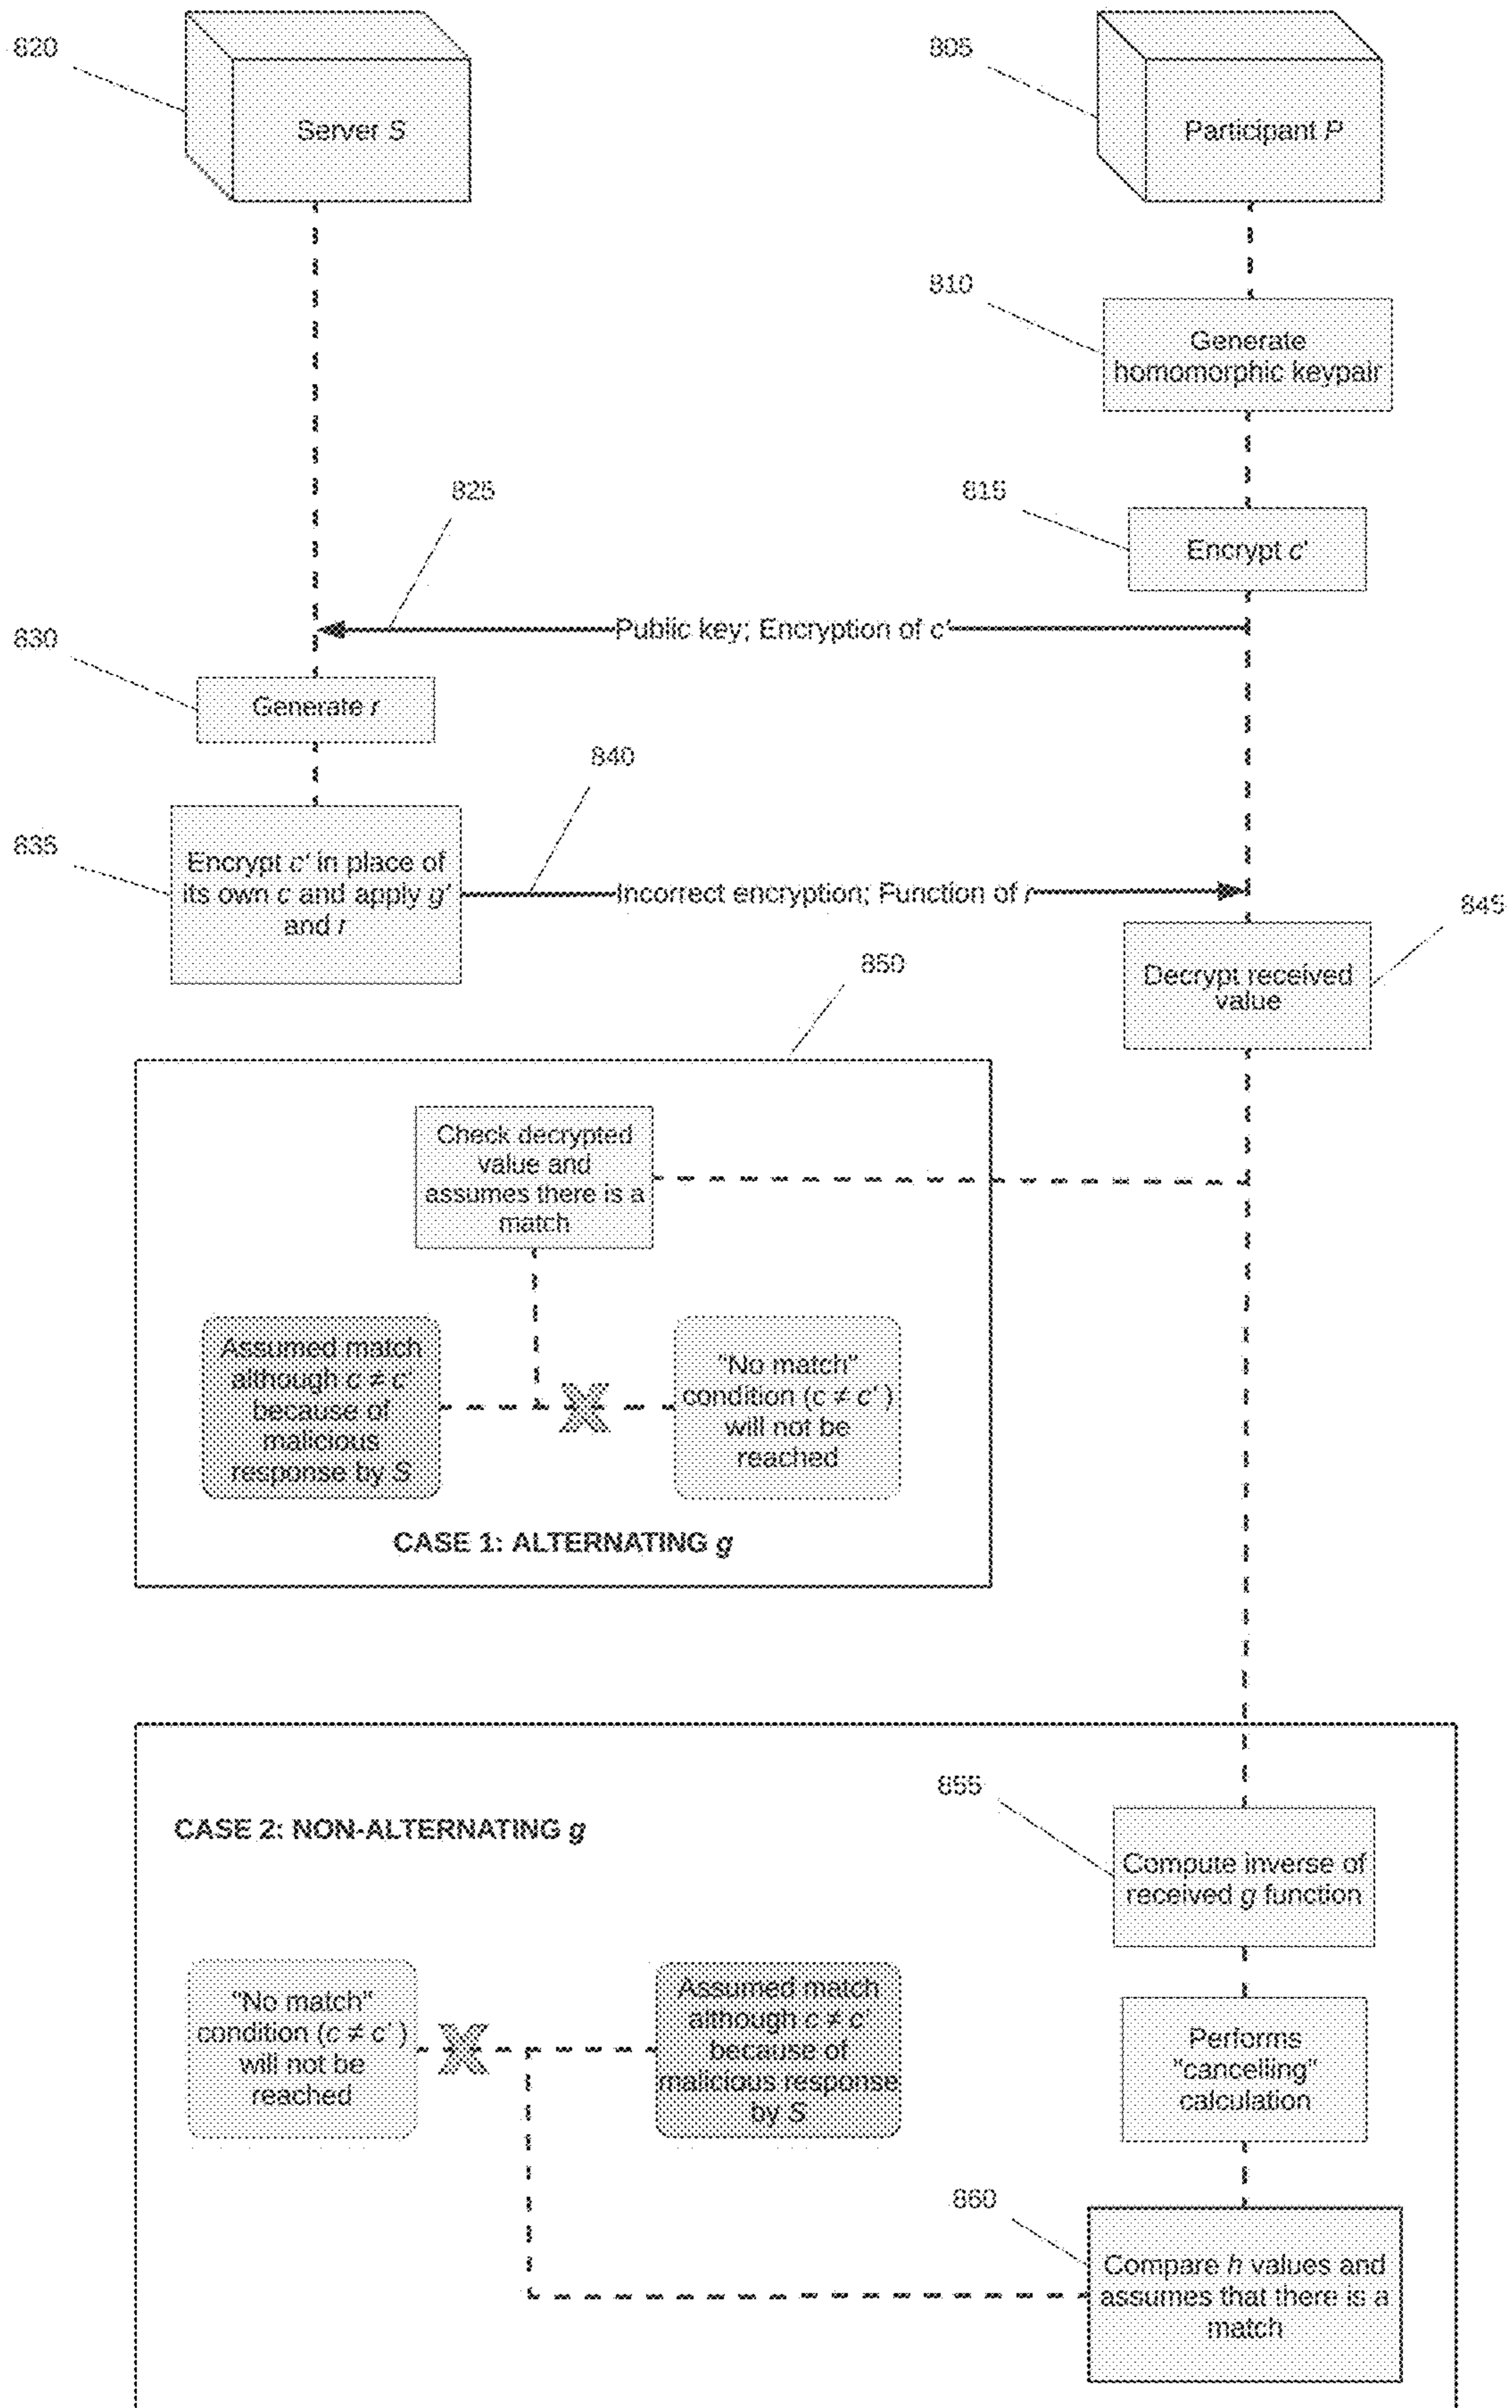 820
805
Server S
Participant P
810
Generate
homomorphic keypair
825
815
Encrypt c'
Public key; Encryption of c'
830
Generate r
840
835
Encrypt c' in place of
its own c and apply g'
and r
Incorrect encryption; Function of r
845
Decrypt received
value
850
Check decrypted
value and
assumes there is a
match
Assumed match
although c ≠ c'
because of
malicious
response by S
"No match"
condition (c ≠ c' )
will not be
reached
CASE 1: ALTERNATING g
855
CASE 2: NON-ALTERNATING g
Compute inverse of
received g function
"No match"
condition (c ≠ c' )
will not be
reached
Assumed match
although c ≠ c'
because of
malicious response
by S
Performs
"cancelling"
calculation
860
Compare h values and
assumes that there is a
match